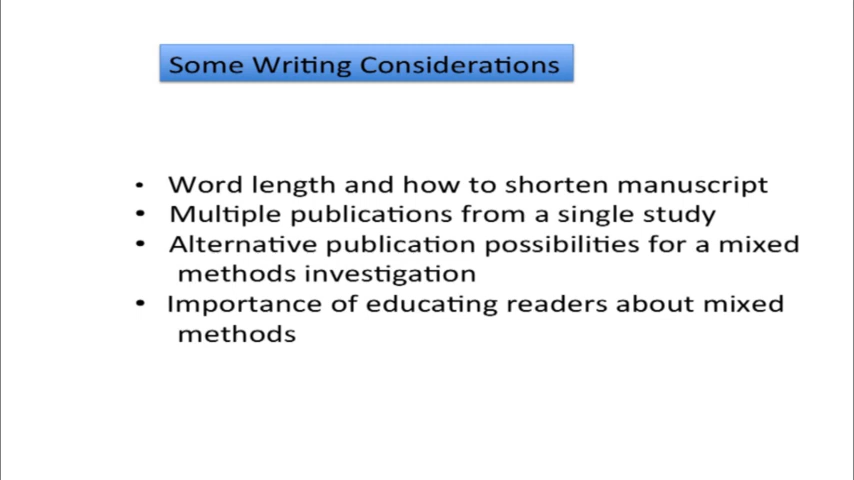 Some Writing Considerations
• Word length and how to shorten manuscript
• Multiple publications from a single study
• Alternative publication possibilities for a mixed
methods investigation
• Importance of educating readers about mixed
methods